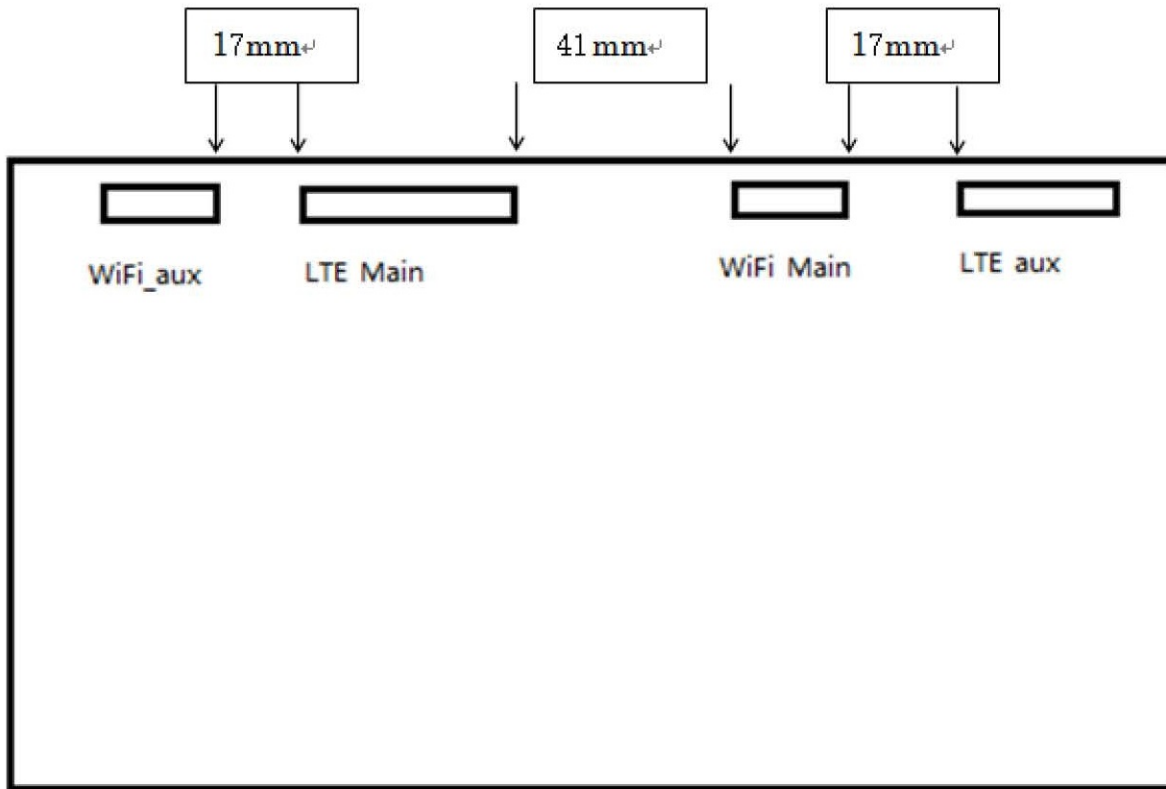 17mm↵
41mm↵
17mm↵
WiFi_aux
LTE Main
WiFi Main
LTE aux